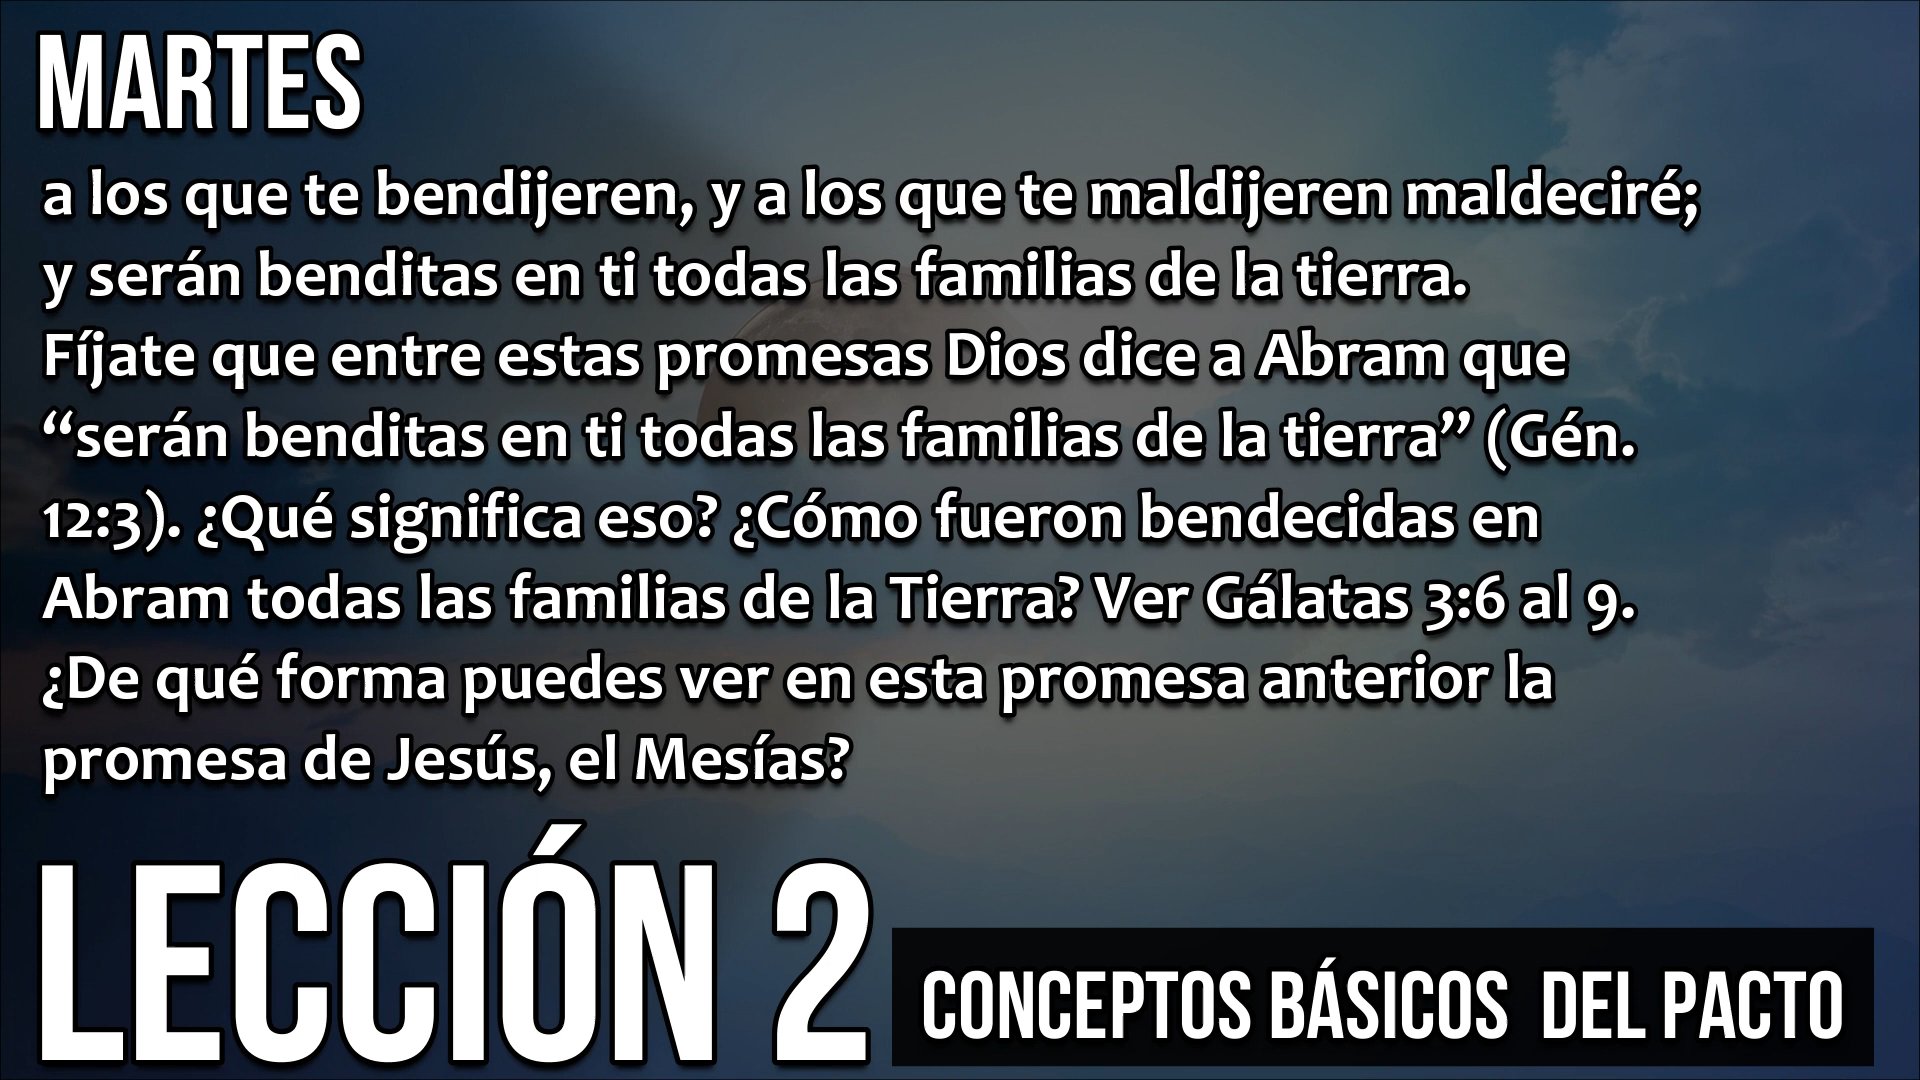 MARTES
a los que te bendijeren, y a los que te maldijeren maldeciré;
y serán benditas en ti todas las familias de la tierra.
Fíjate que entre estas promesas Dios dice a Abram que
“serán benditas en ti todas las familias de la tierra” (Gén.
12:3). ¿Qué significa eso? ¿Cómo fueron bendecidas en
Abram todas las familias de la Tierra? Ver Gálatas 3:6 al 9.
¿De qué forma puedes ver en esta promesa anterior la
promesa de Jesús, el Mesías?
LECCIÓN 2
CONCEPTOS BÁSICOS  DEL PACTO